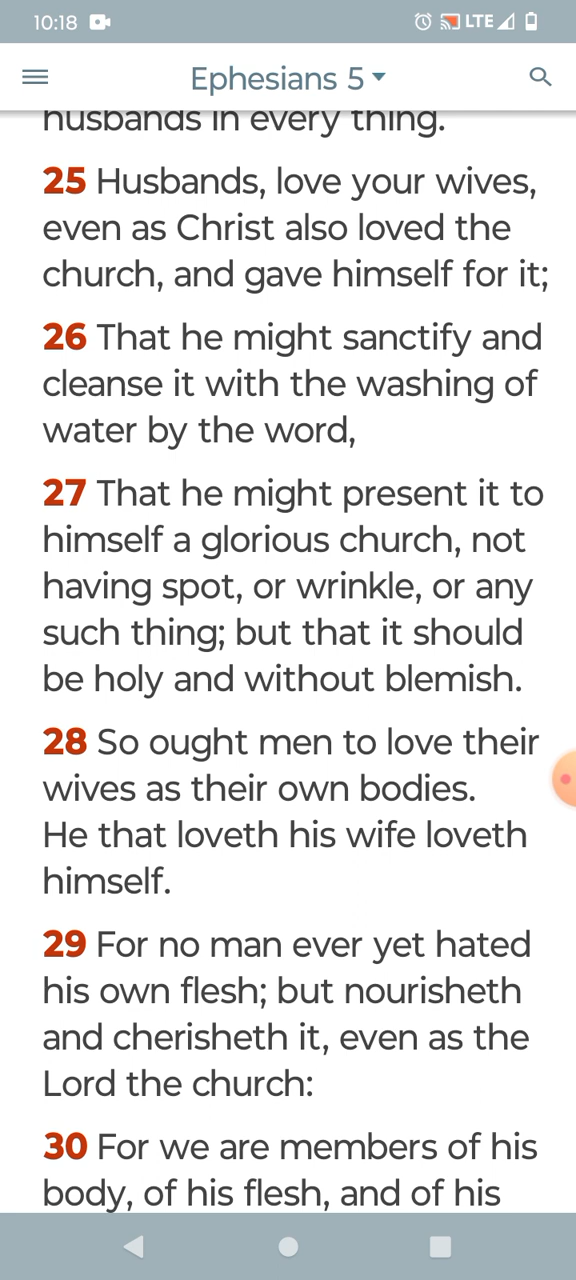 10:18
LTE
Ephesians 5
husbands in every thing.
25 Husbands, love your wives,
even as Christ also loved the
church, and gave himself for it;
26 That he might sanctify and
cleanse it with the washing of
water by the word,
27 That he might present it to
himself a glorious church, not
having spot, or wrinkle, or any
such thing; but that it should
be holy and without blemish.
28 So ought men to love their
wives as their own bodies.
He that loveth his wife loveth
himself.
29 For no man ever yet hated
his own flesh; but nourisheth
and cherisheth it, even as the
Lord the church:
30 For we are members of his
body, of his flesh, and of his